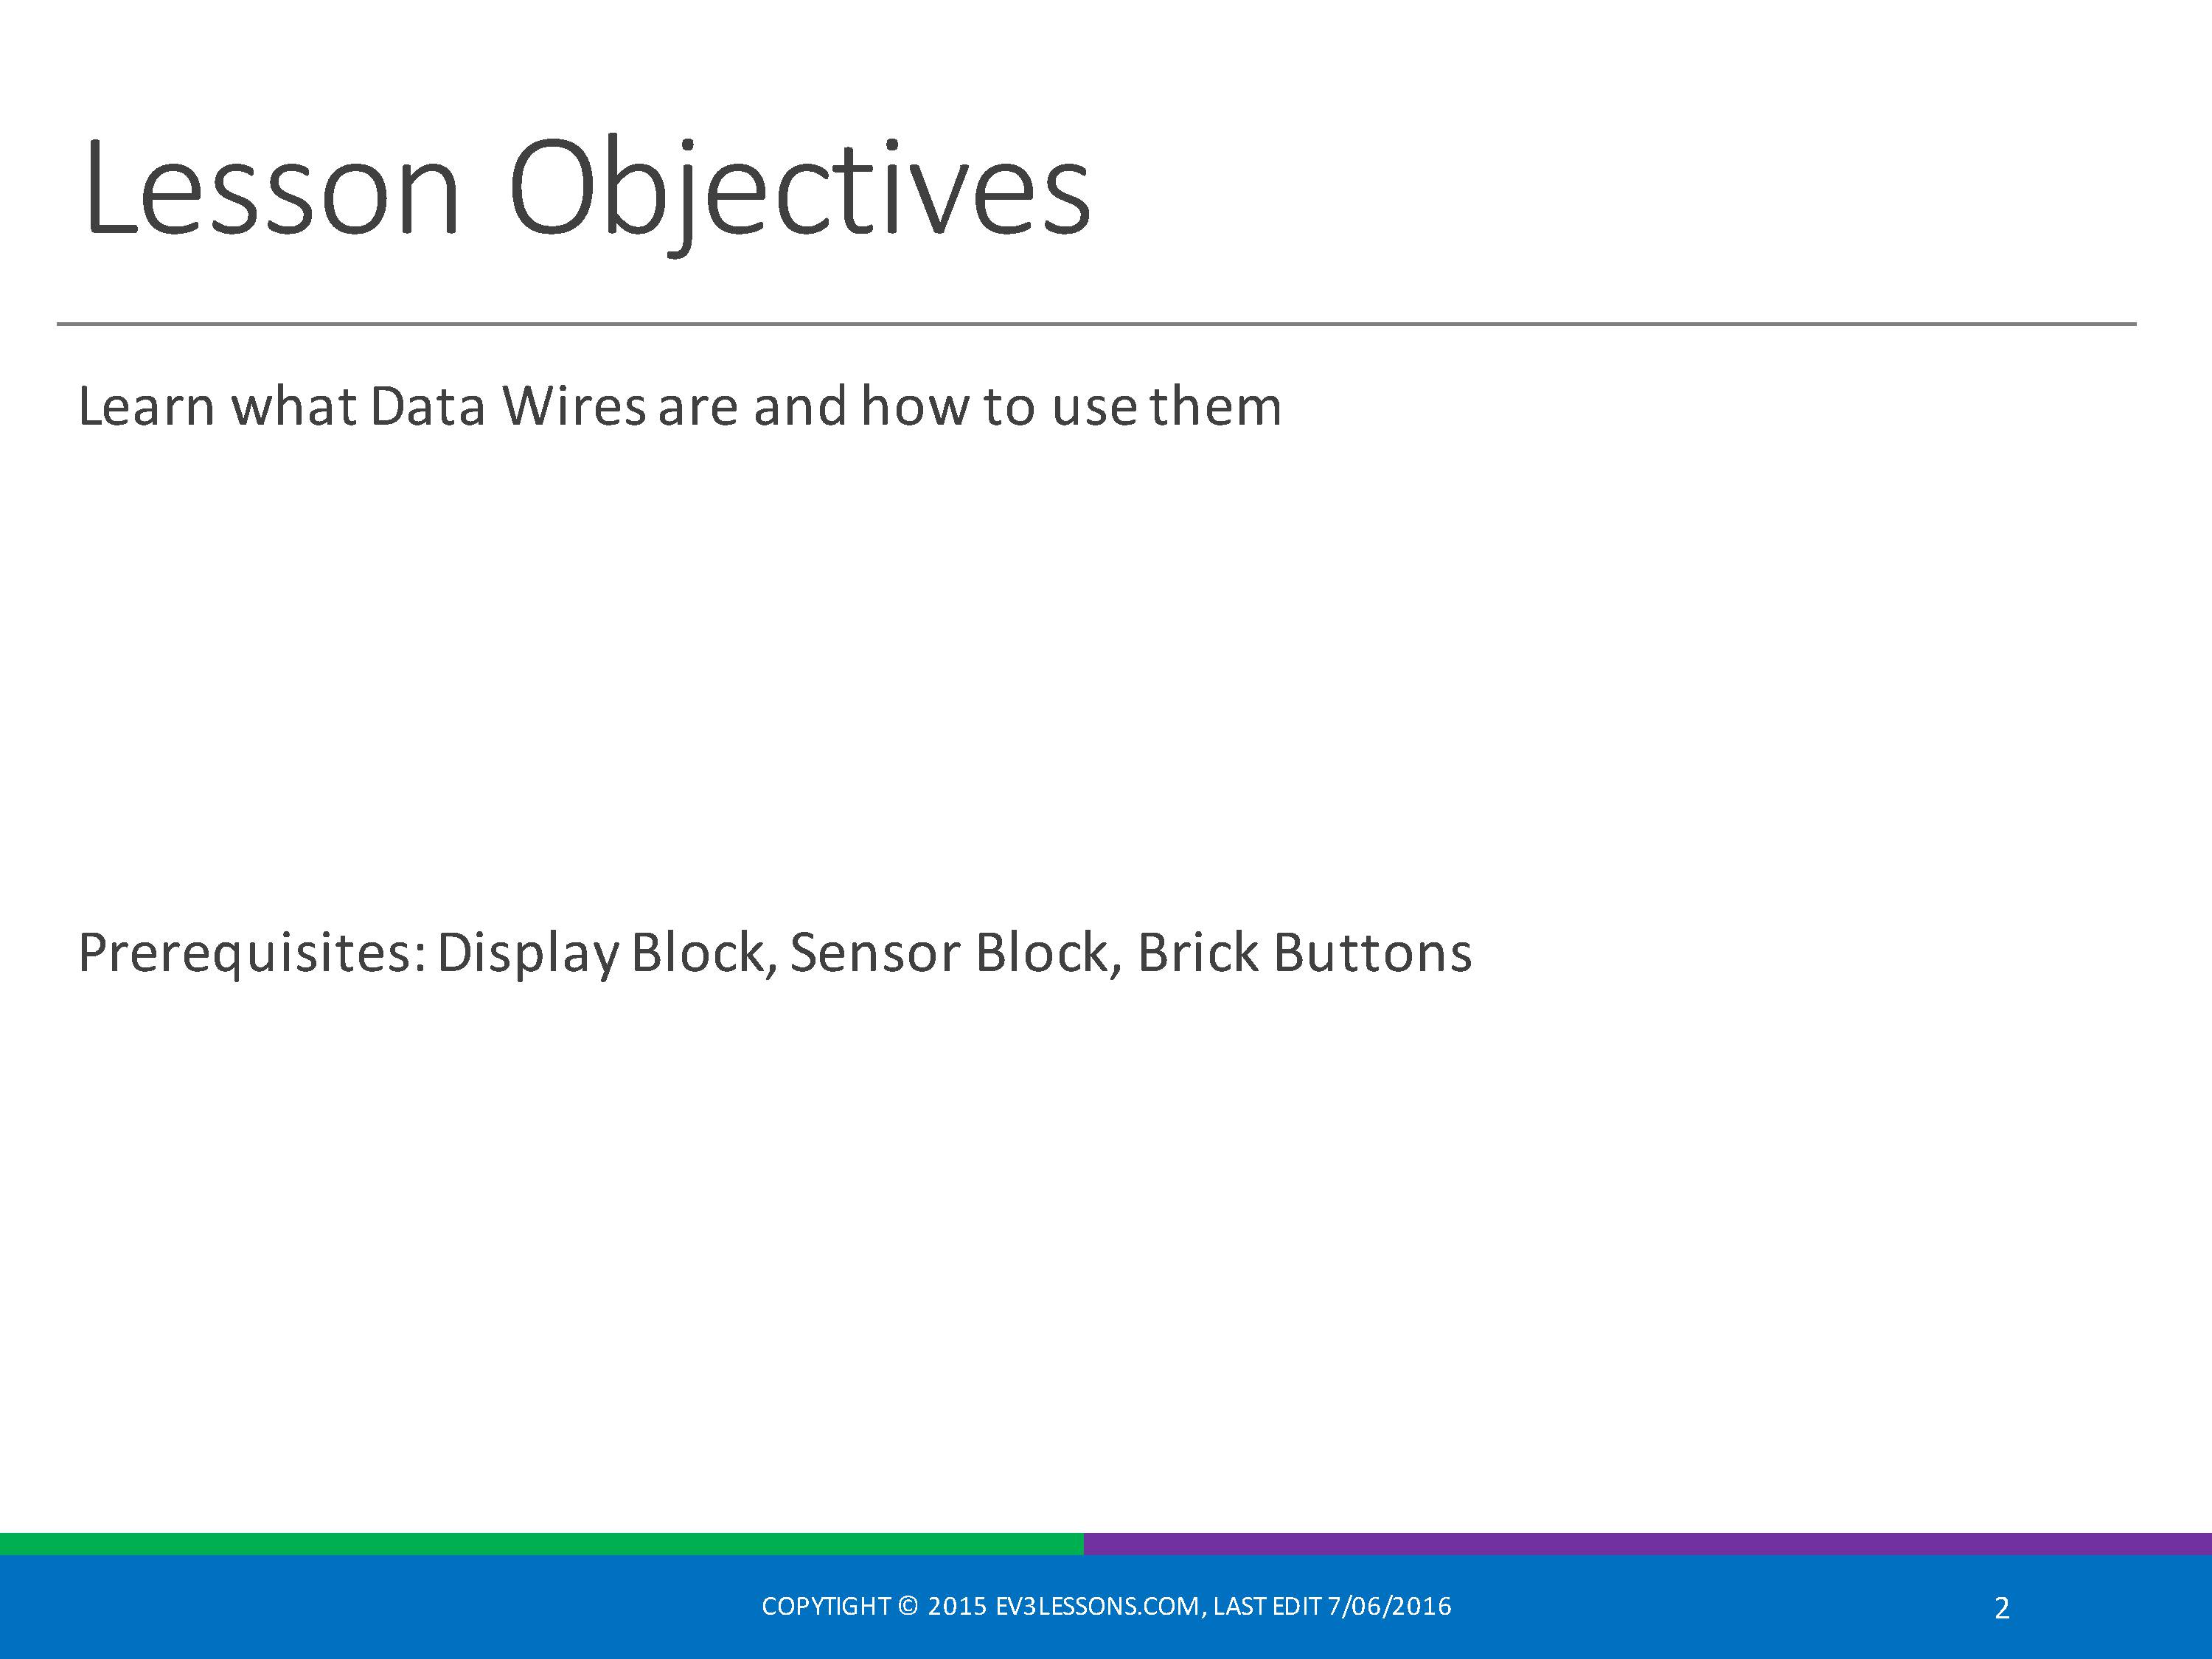 Lesson Objectives
Learn what Data Wires are and how to use them
Prerequisites: Display Block, Sensor Block, Brick Buttons
COPYTIGHT © 2015 EV3LESSONS.COM, LAST EDIT 7/06/2016
2